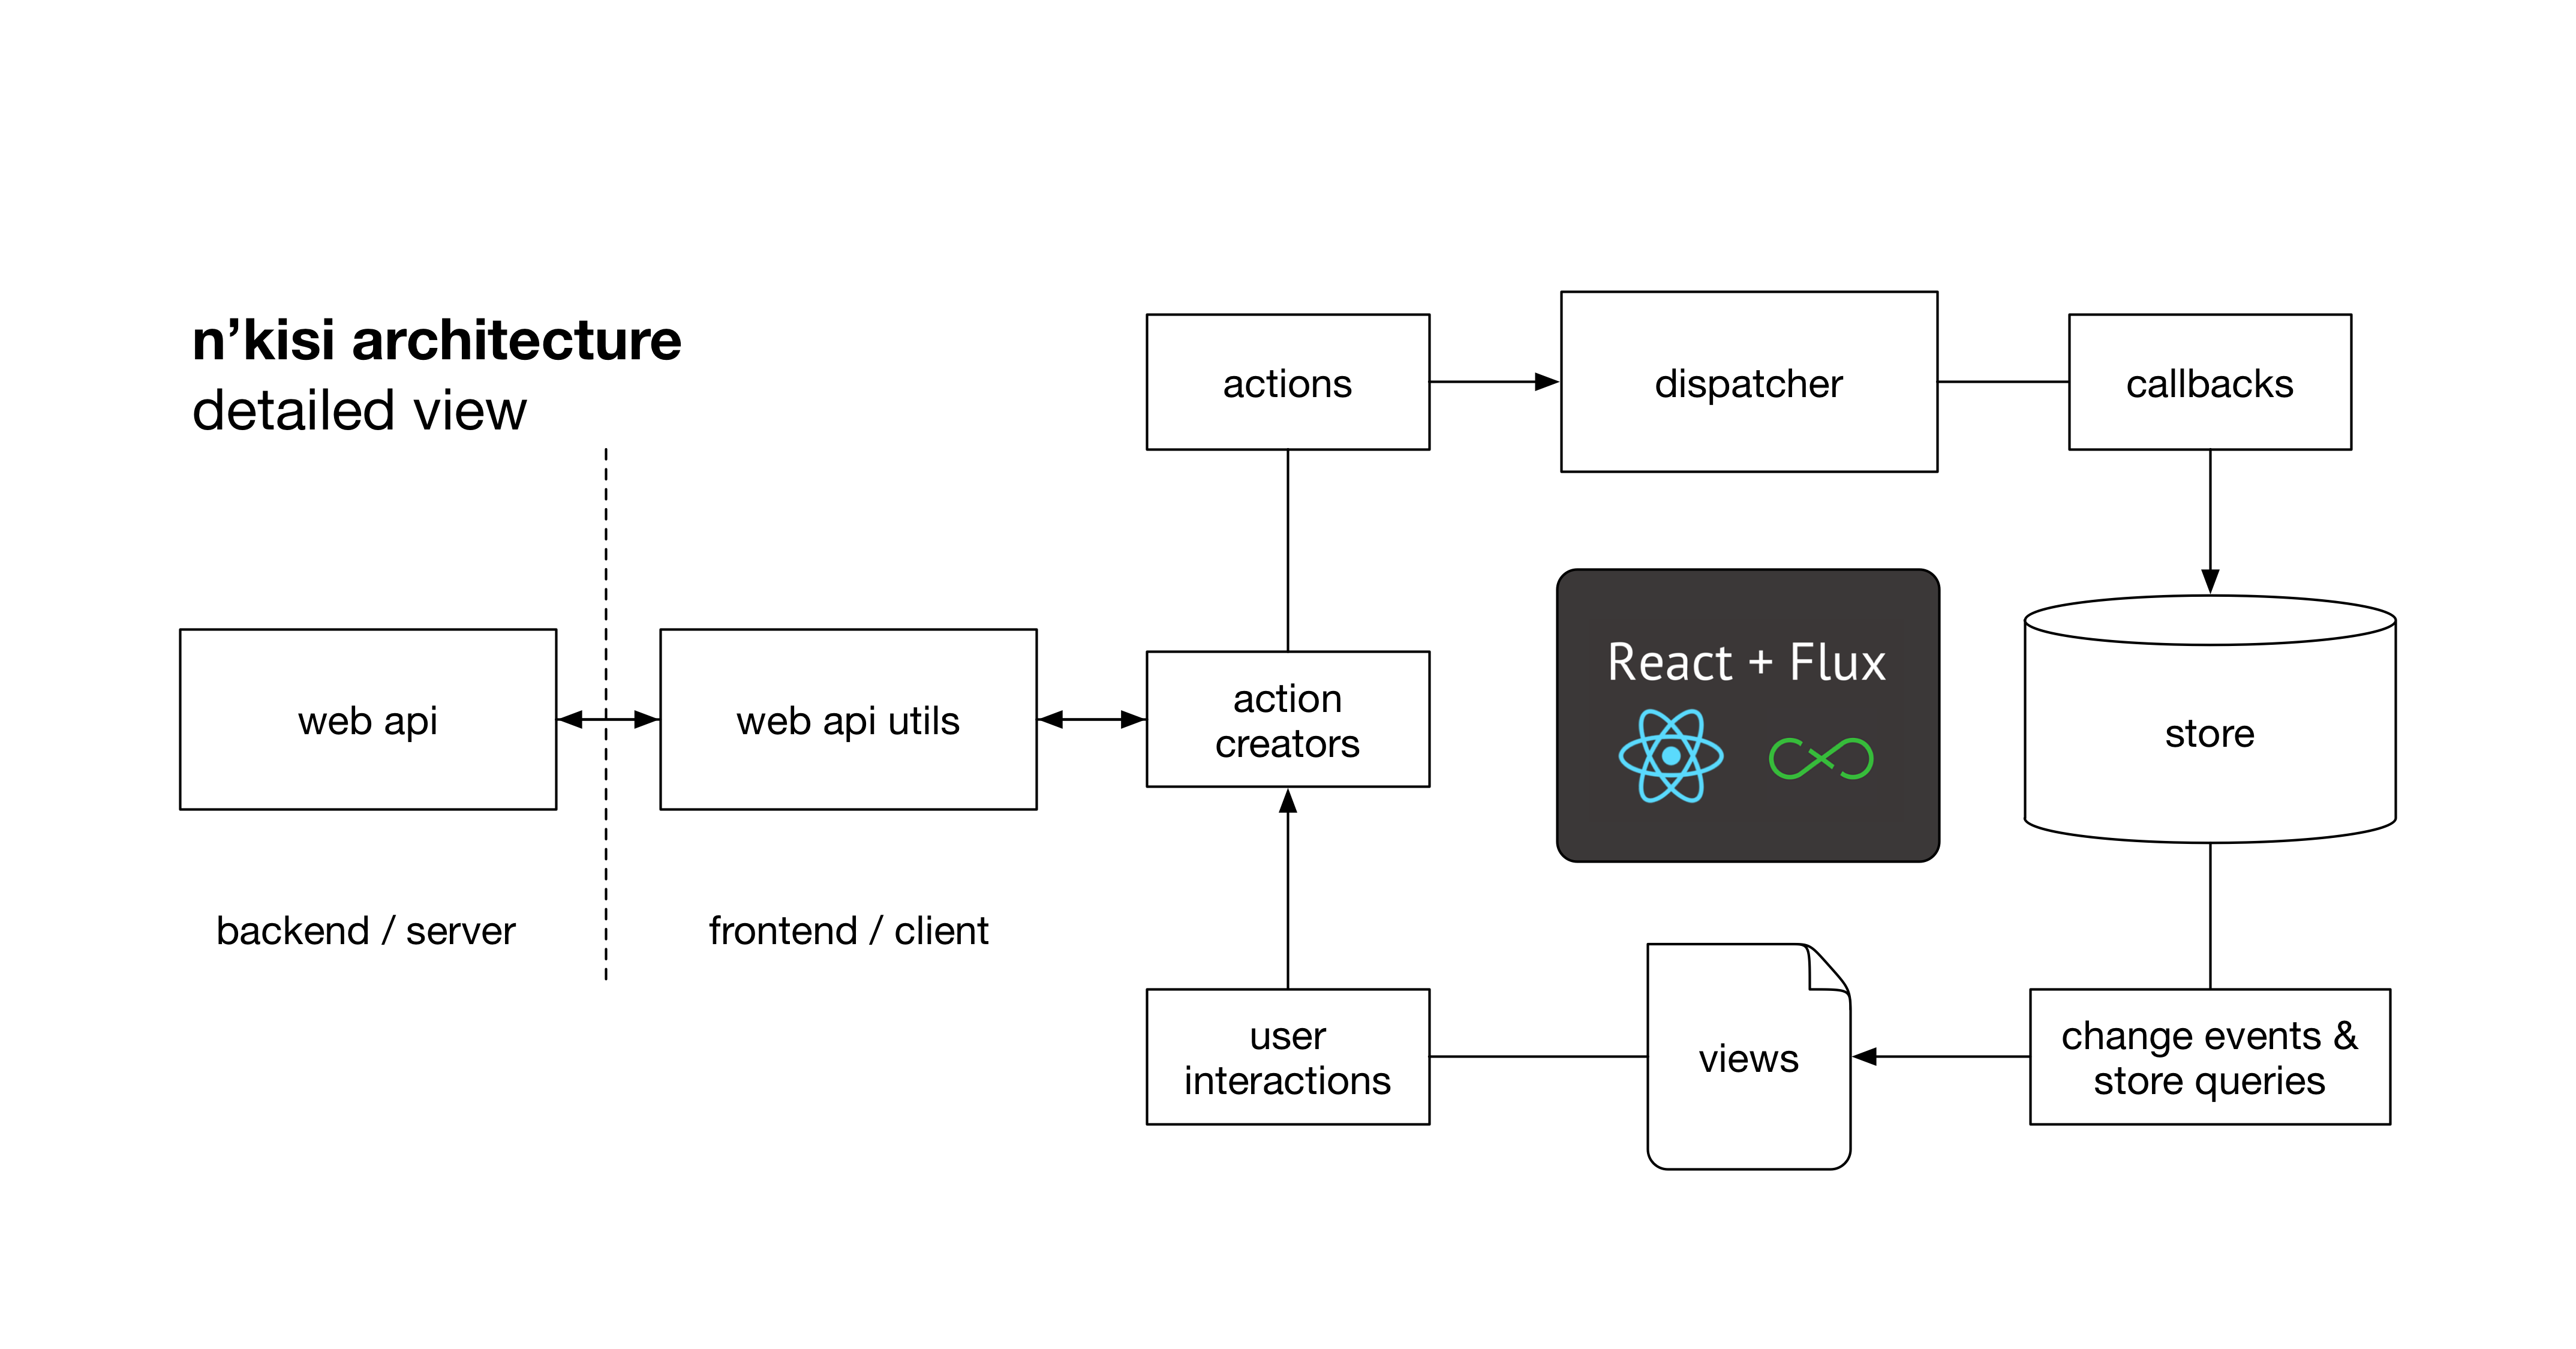 n’kisi architecture
detailed view
actions
dispatcher
callbacks
web api
web api utils
action
creators
React + Flux
store
backend / server
frontend / client
user
interactions
views
change events &
store queries